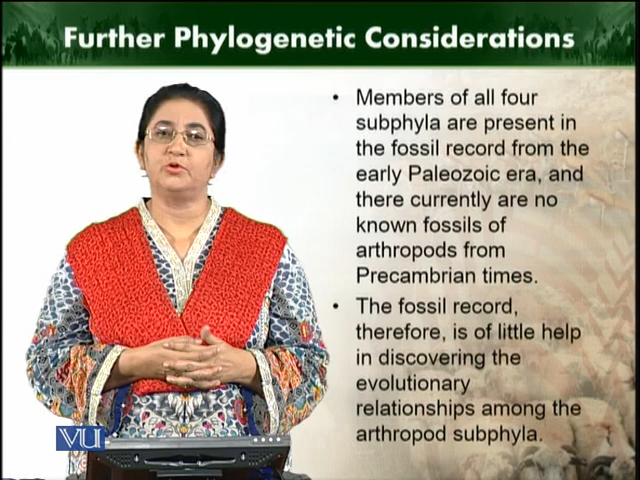 Further Phylogenetic Considerations
• Members of all four
subphyla are present in
the fossil record from the
early Paleozoic era, and
there currently are no
known fossils of
arthropods from
Precambrian times.
• The fossil record,
therefore, is of little help
in discovering the
evolutionary
relationships among the
arthropod subphyla.
VU